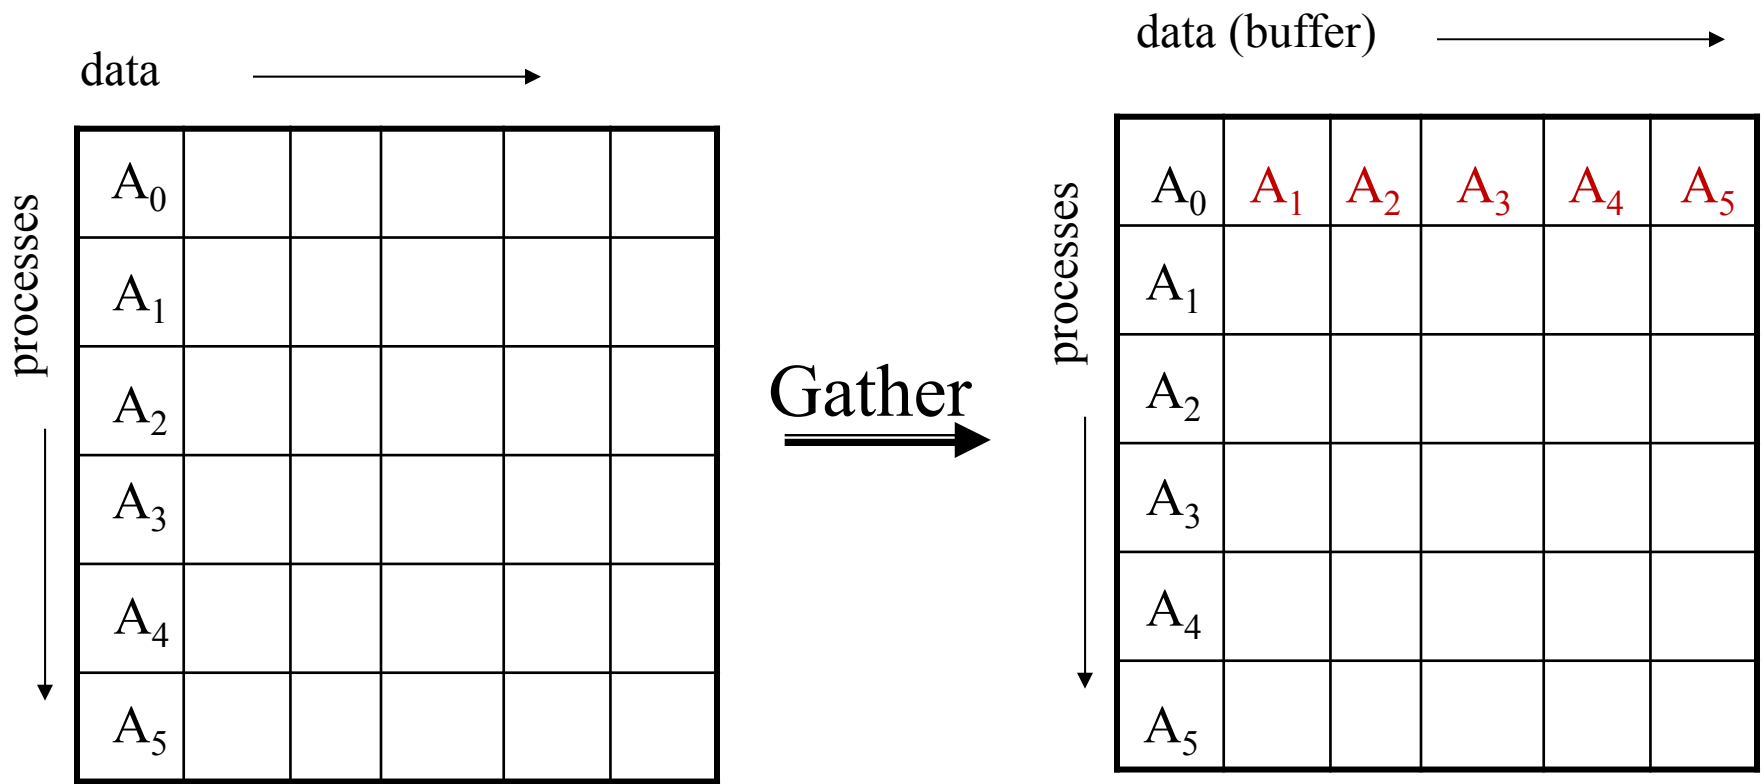 data
processes
A0
A1
A2
A3
A4
A5
Gather
data (buffer)
processes
A0 A1 A2 A3 A4 A5
A1
A2
A3
A4
A5